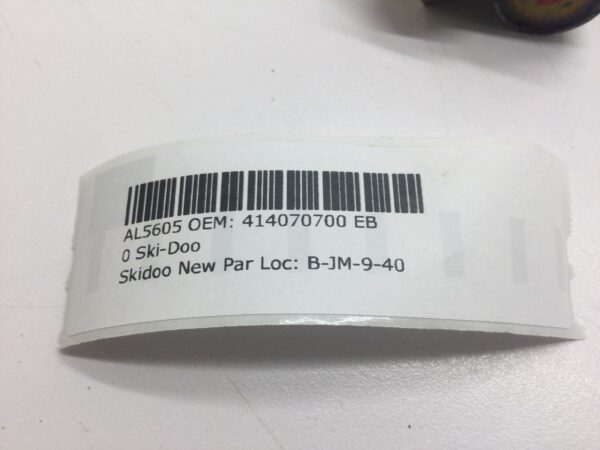 AL5605 OEM: 414070700 EB
0 Ski-Doo
Skidoo New Par Loc: B-JM-9-40